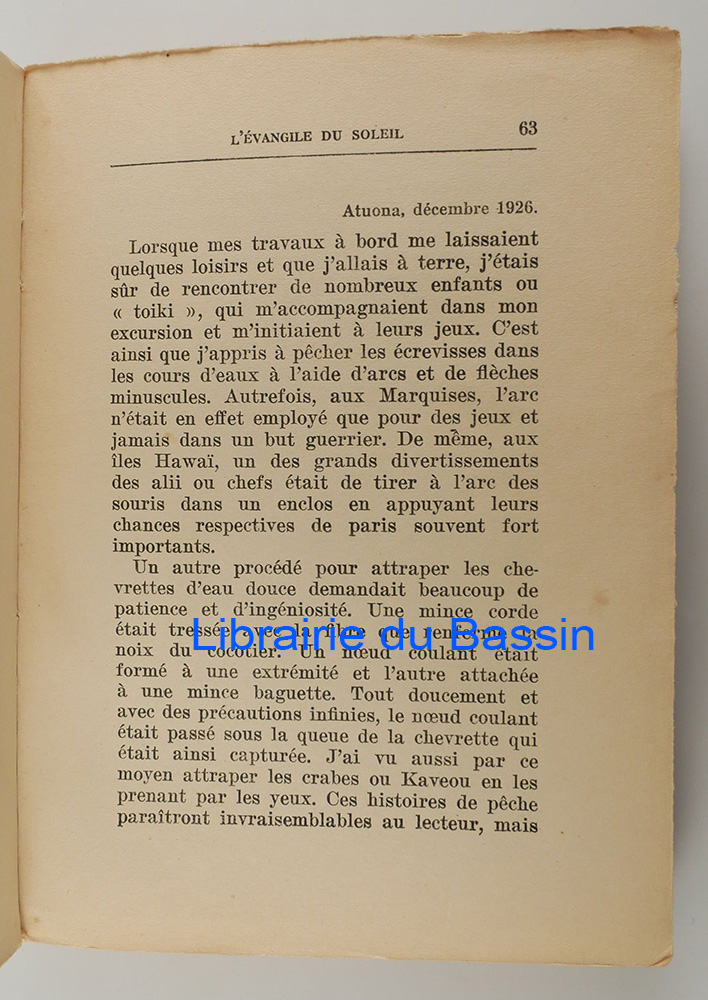 L'ÉVANGILE DU SOLEIL 63
Atuona, décembre 1926.
Lorsque mes travaux à bord me laissaient
quelques loisirs et que j'allais à terre, j'étais
sûr de rencontrer de nombreux enfants ou
« toiki », qui m'accompagnaient dans mon
excursion et m'initiaient à leurs jeux. C'est
ainsi que j'appris à pêcher les écrevisses dans
les cours d'eaux à l'aide d'arcs et de flèches
minuscules. Autrefois, aux Marquises, l'arc
n'était en effet employé que pour des jeux et
jamais dans un but guerrier. De même, aux
îles Hawaï, un des grands divertissements
des alii ou chefs était de tirer à l'arc des
souris dans un enclos en appuyant leurs
chances respectives de paris souvent fort
importants.
Un autre procédé pour attraper les che-
vrettes d'eau douce demandait beaucoup de
patience et d'ingéniosité. Une mince corde
était tressée avec la fibre que renferme la
Librairie du Bassin
noix du cocotier. Un nœud coulant était
formé à une extrémité et l'autre attachée
à une mince baguette. Tout doucement et
avec des précautions infinies, le nœud coulant
était passé sous la queue de la chevrette qui
était ainsi capturée. J'ai vu aussi par ce
moyen attraper les crabes ou Kaveou en les
prenant par les yeux. Ces histoires de pêche
paraîtront invraisemblables au lecteur, mais